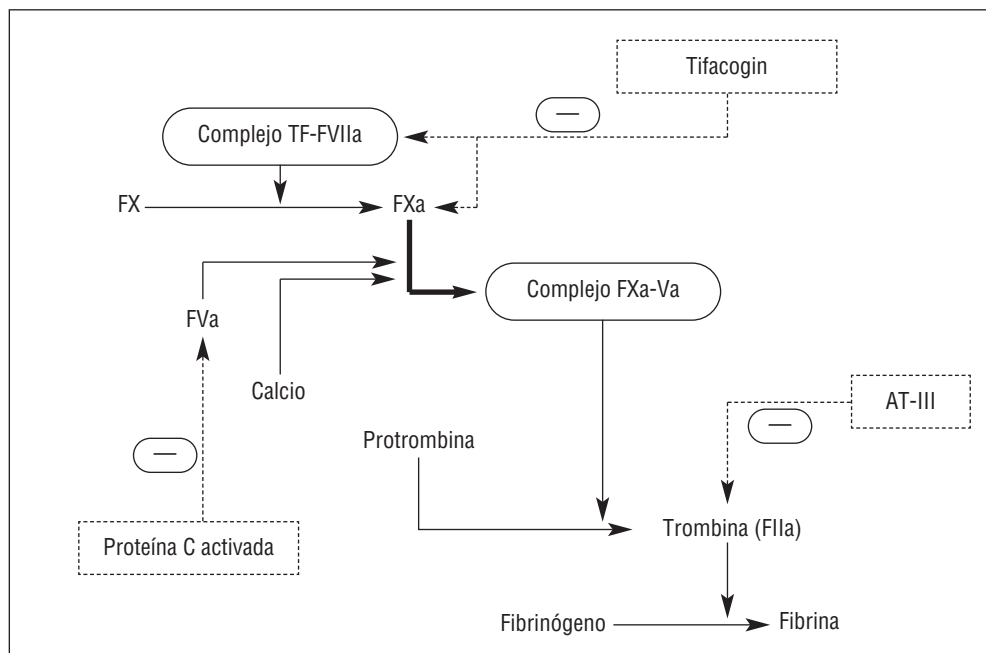 Tifacogin
—
Complejo TF-FVIIa
FX
FXa
Complejo FXa-Va
FVa
Calcio
AT-III
—
Protrombina
—
Trombina (FIIa)
Proteína C activada
Fibrinógeno
Fibrina